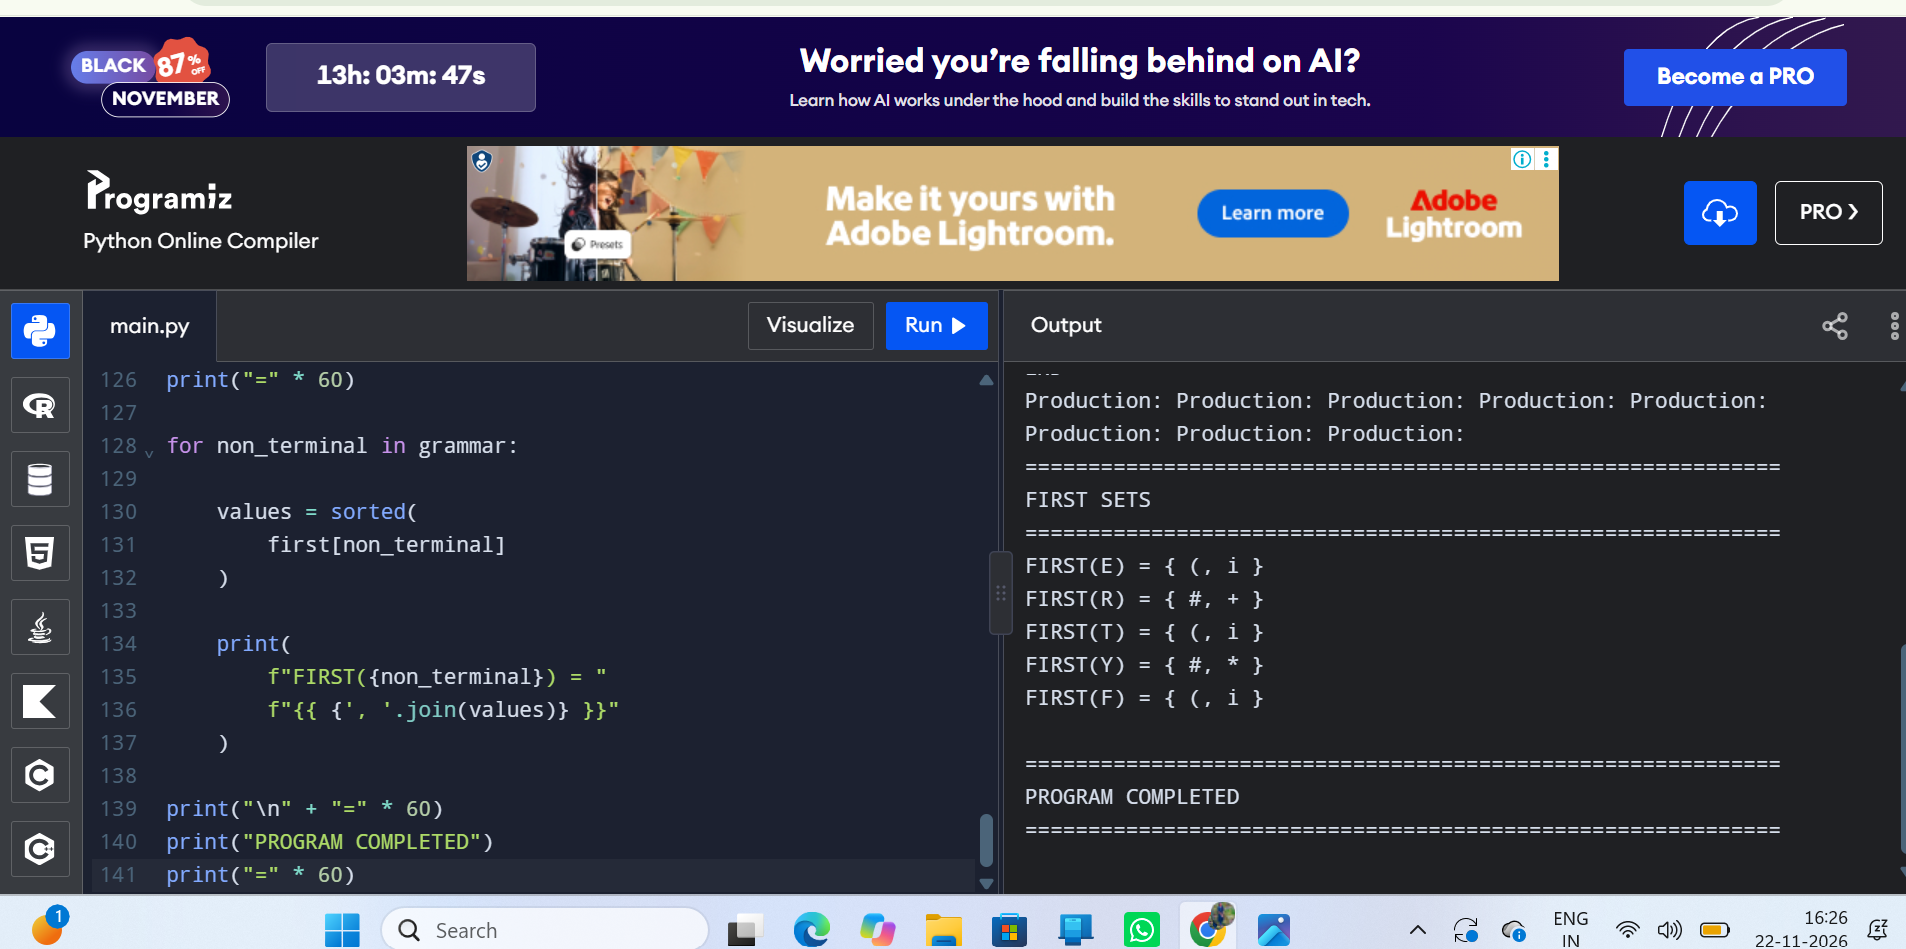 BLACK
87% OFF
NOVEMBER
13h: 03m: 47s
Worried you’re falling behind on AI?
Learn how AI works under the hood and build the skills to stand out in tech.
Become a PRO
Programiz
Python Online Compiler
Presets
Make it yours with
Adobe Lightroom.
Learn more
Adobe
Lightroom
PRO
main.py
Visualize
Run
126 print("=" * 60)
127
128 for non_terminal in grammar:
129
130 values = sorted(
131 first[non_terminal]
132 )
133
134 print(
135 f"FIRST({non_terminal}) = "
136 f"{{ {', '.join(values)} }}"
137 )
138
139 print("\n" + "=" * 60)
140 print("PROGRAM COMPLETED")
141 print("=" * 60)
Output
Production: Production: Production: Production: Production:
Production: Production: Production:
============================================================
FIRST SETS
============================================================
FIRST(E) = { (, i }
FIRST(R) = { #, + }
FIRST(T) = { (, i }
FIRST(Y) = { #, * }
FIRST(F) = { (, i }
============================================================
PROGRAM COMPLETED
============================================================
1
Search
ENG
IN
16:26
22-11-2026